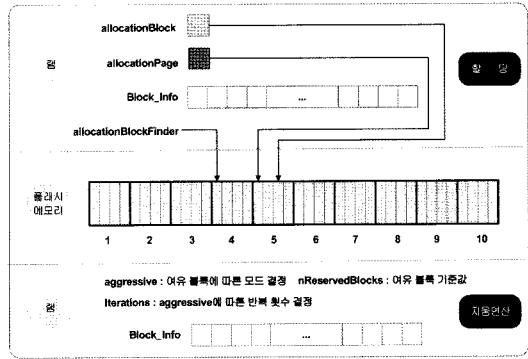 allocationBlock
램
allocationPage
할 당
Block_Info
...
allocationBlockFinder
플래시
메모리
1 2 3 4 5 6 7 8 9 10
aggressive : 여유 블록에 따른 모드 결정 nReservedBlocks : 여유 블록 기준값
램
Iterations : aggressive에 따른 반복 횟수 결정
지움연산
Block_Info
...